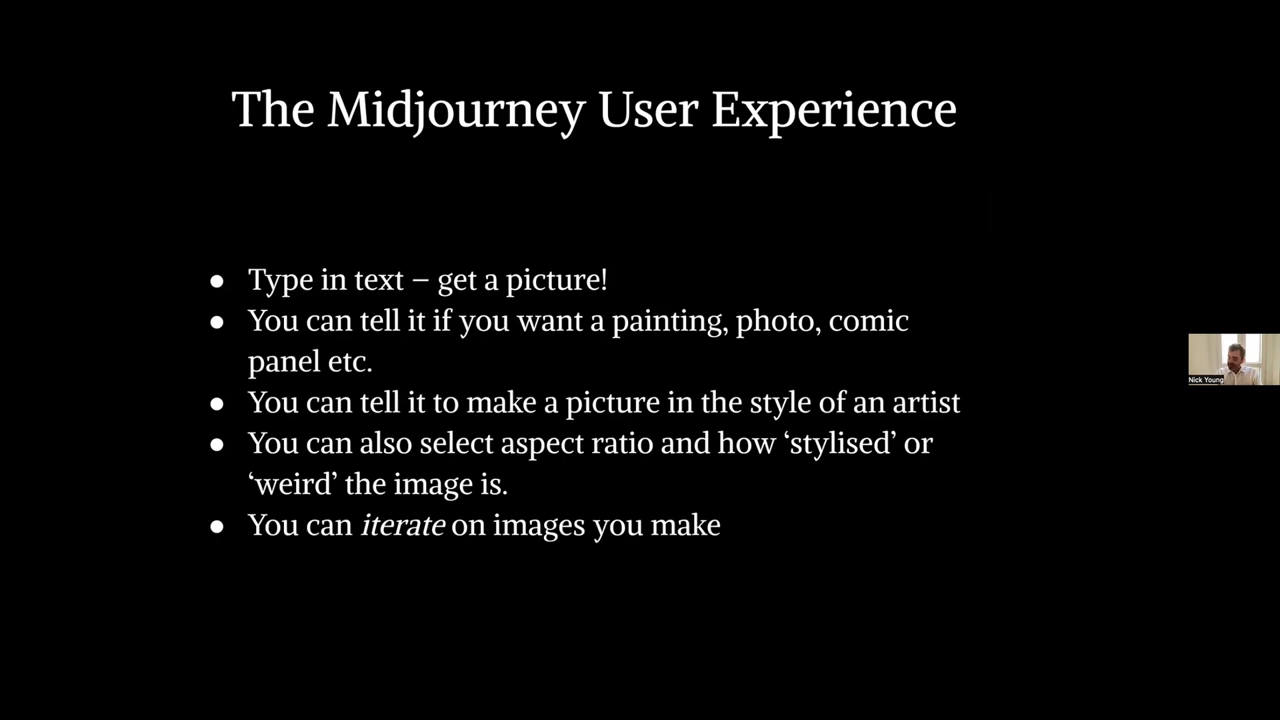 The Midjourney User Experience
● Type in text – get a picture!
● You can tell it if you want a painting, photo, comic
panel etc.
● You can tell it to make a picture in the style of an artist
● You can also select aspect ratio and how ‘stylised’ or
‘weird’ the image is.
● You can iterate on images you make
Nick Young